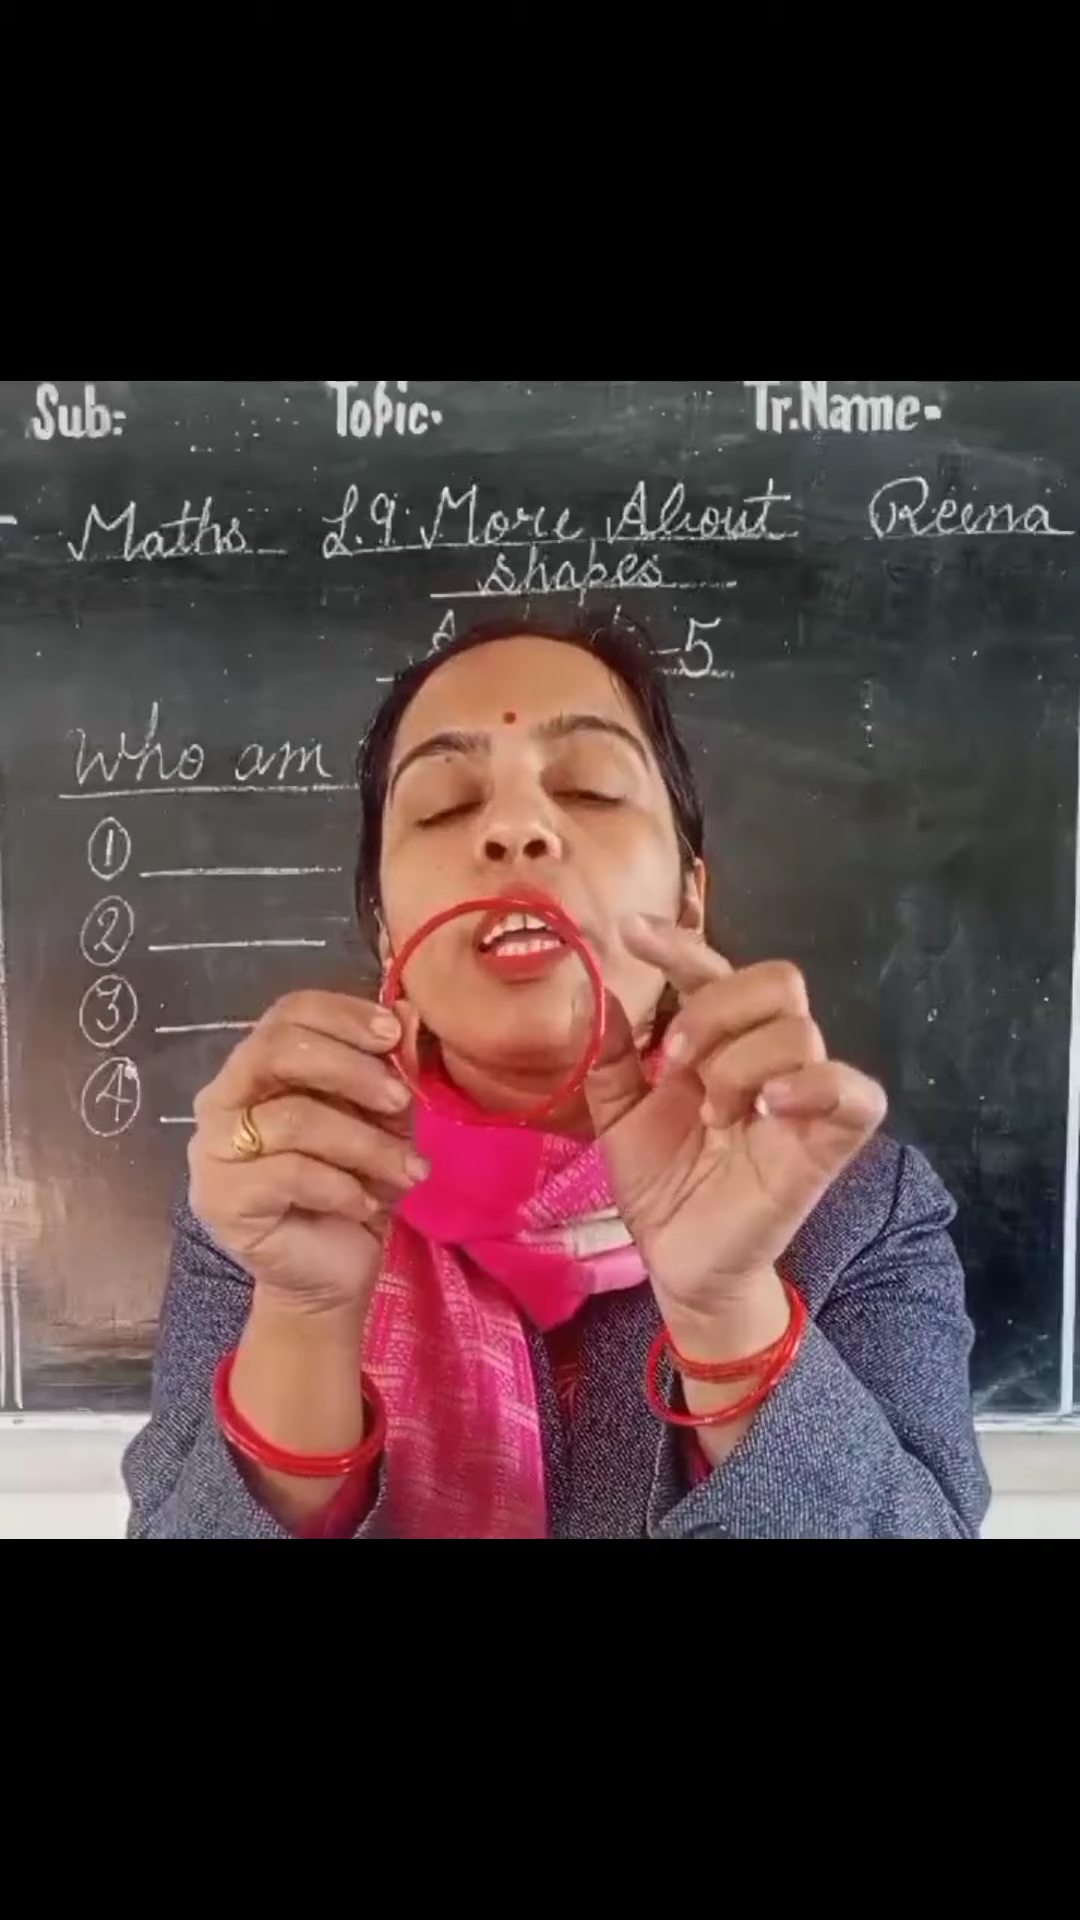 Sub:- Topic- Tr.Name-
Maths L.9. More About Reena
shapes
-5
Who am
1
2
3
4